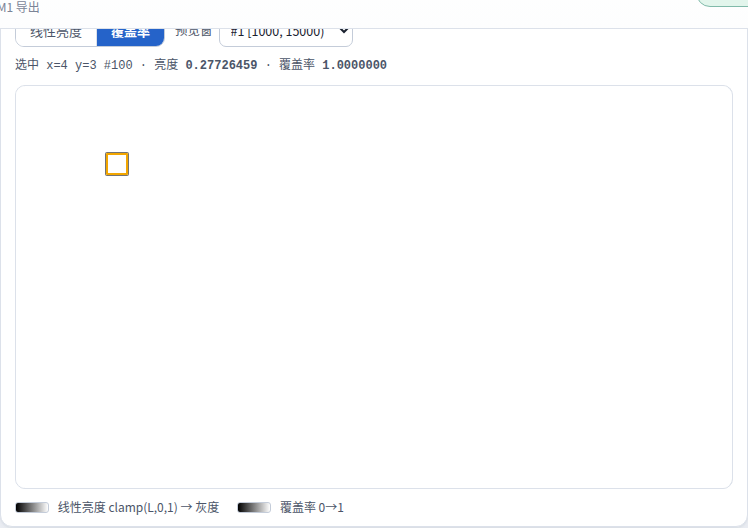 M1 导出
线性亮度 覆盖率 预览窗 #1 [1000, 15000)
选中 x=4 y=3 #100 · 亮度 0.27726459 · 覆盖率 1.0000000
线性亮度 clamp(L,0,1) → 灰度 覆盖率 0→1